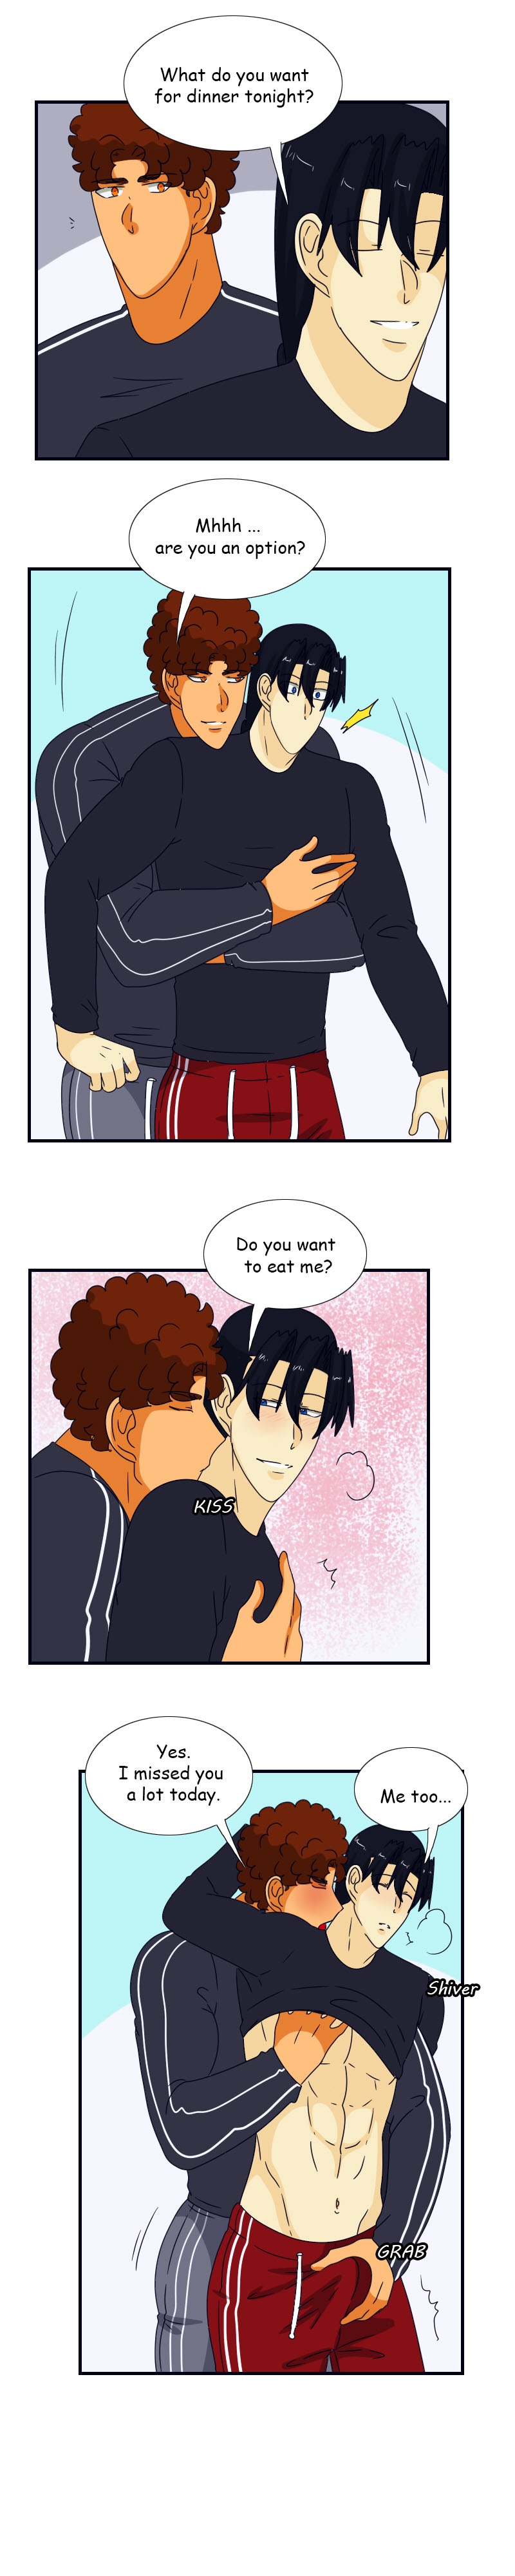 What do you want
for dinner tonight?
Mhhh ...
are you an option?
Do you want
to eat me?
KISS
Yes.
I missed you
a lot today.
Me too...
Shiver
GRAB